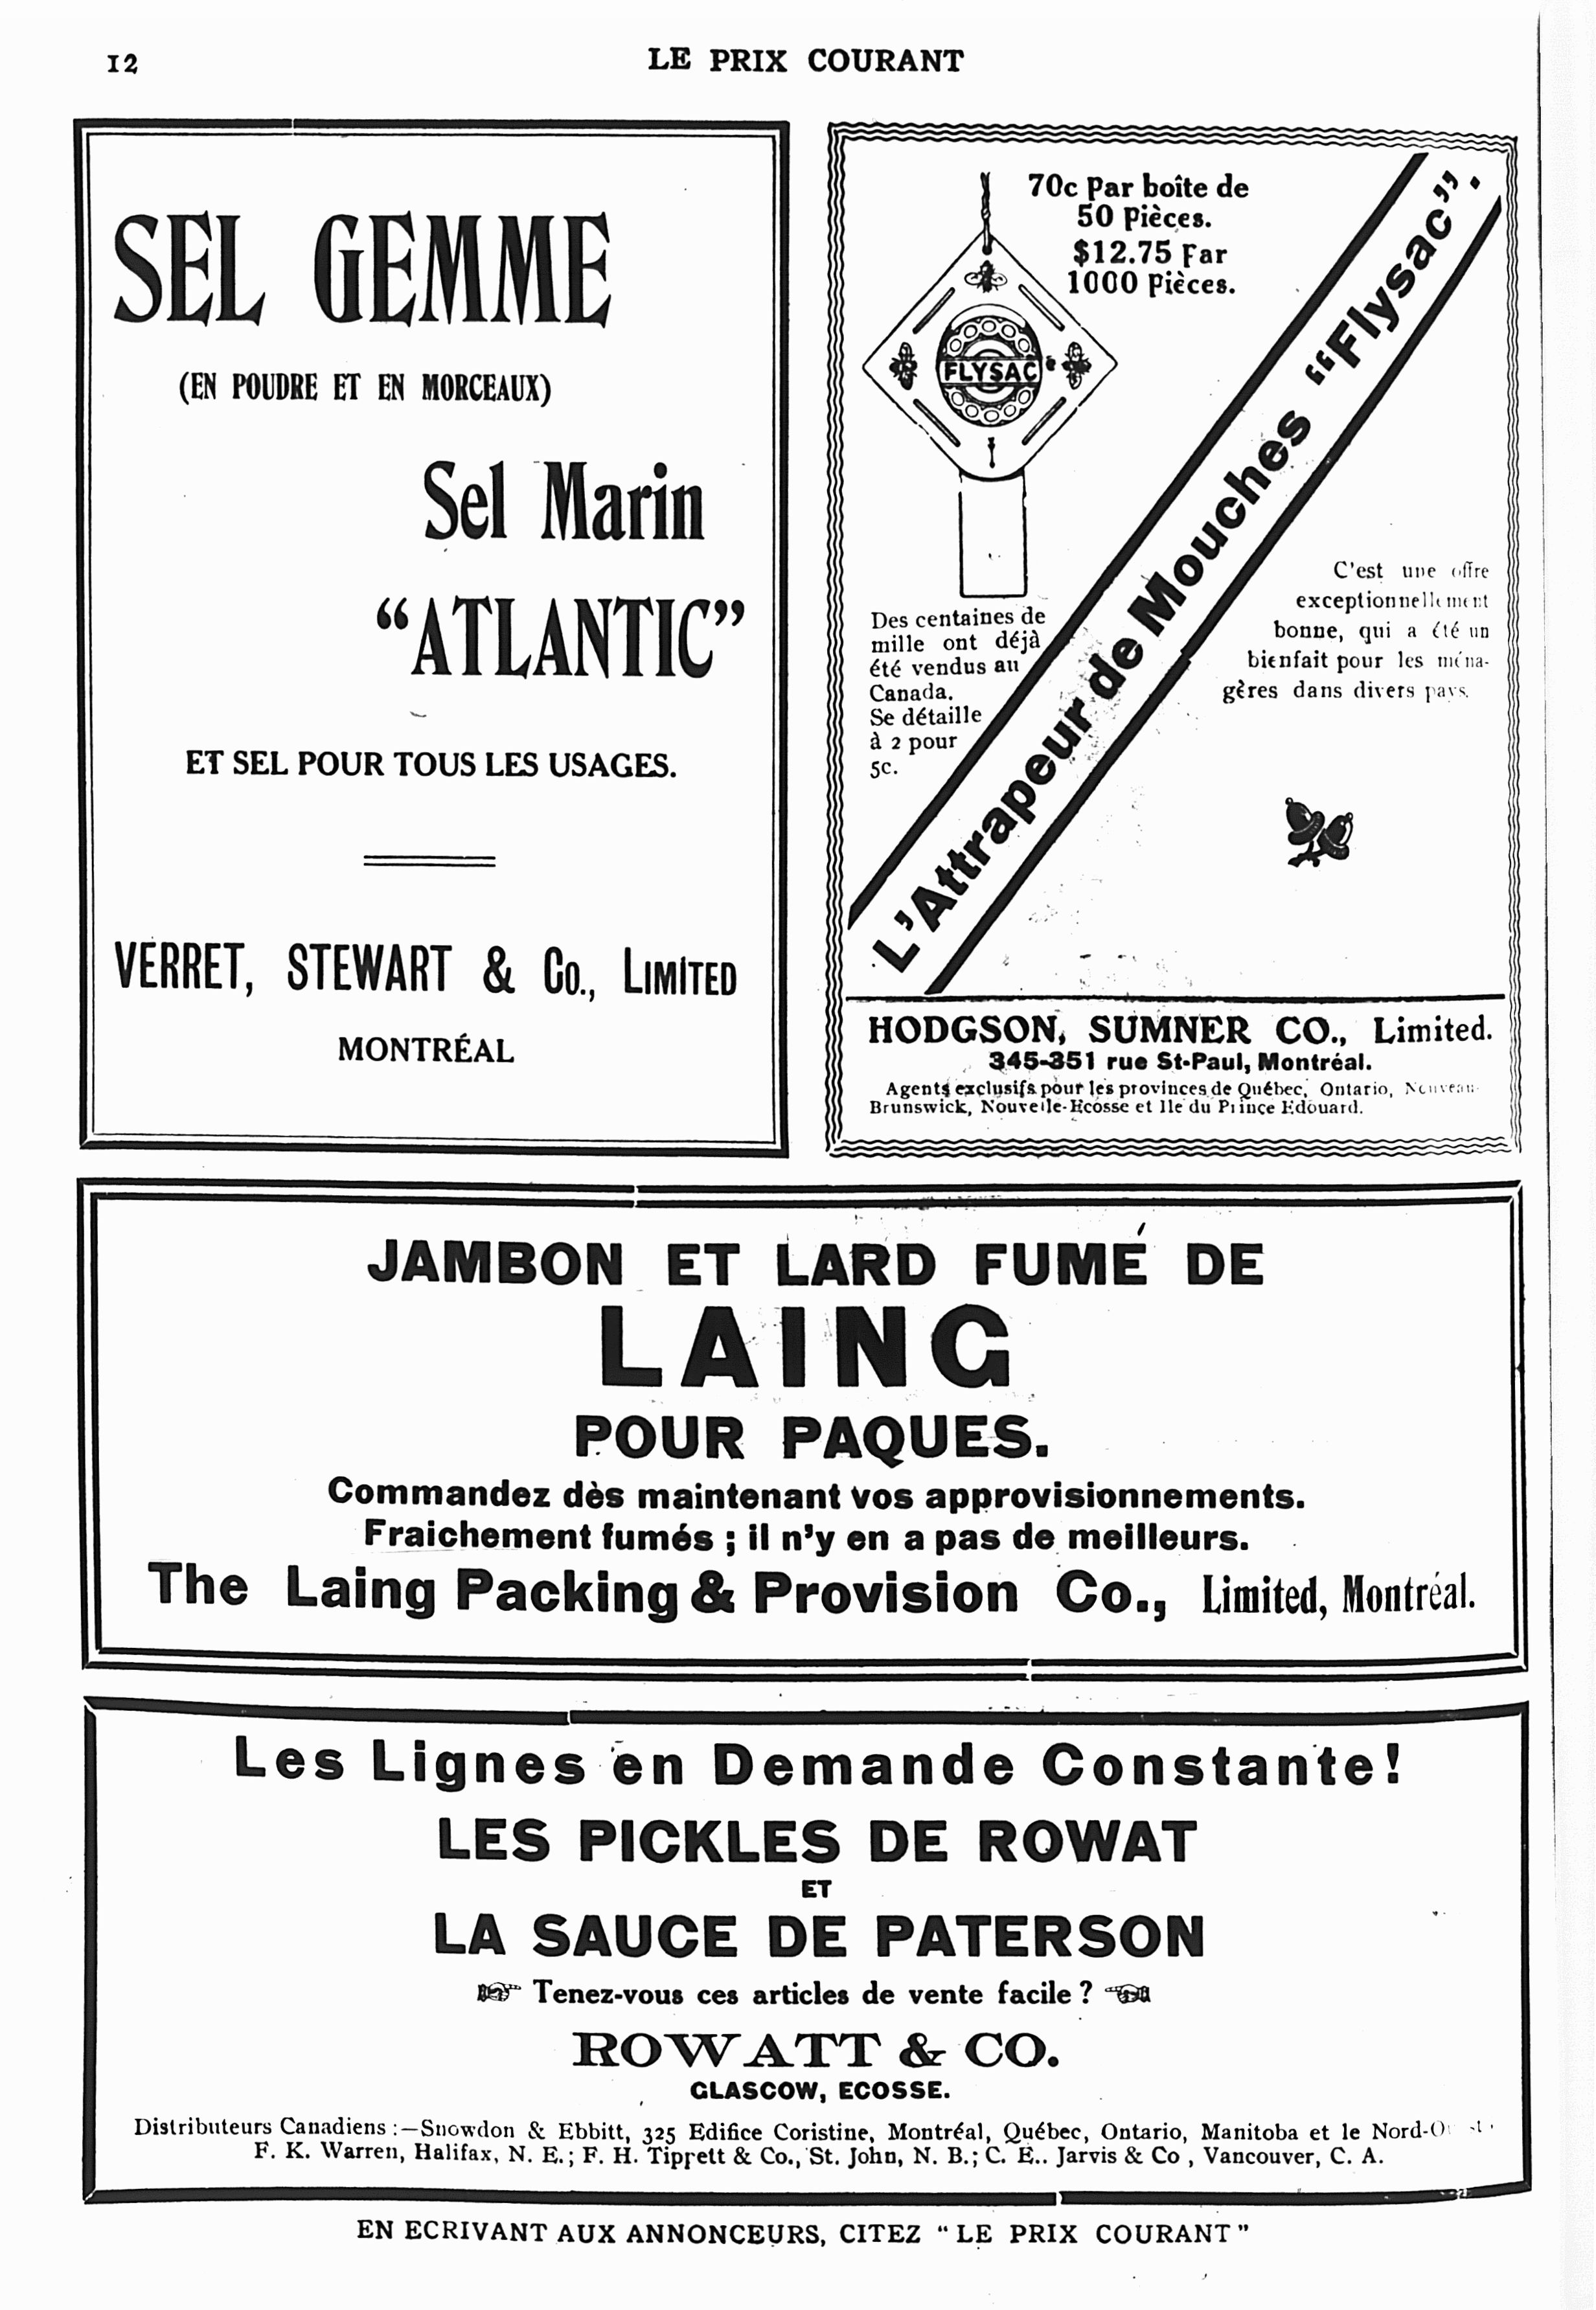 12
LE PRIX COURANT
SEL GEMME
(EN POUDRE ET EN MORCEAUX)
Sel Marin
“ATLANTIC”
ET SEL POUR TOUS LES USAGES.
VERRET, STEWART & Co., LIMITED
MONTRÉAL
70c Par boîte de
50 Pièces.
$12.75 Far
1000 Pièces.
FLYSAC
L'Attrapeur de Mouches “Flysac”.
Des centaines de
mille ont déjà
été vendus au
Canada.
Se détaille
à 2 pour
5c.
C'est une offre
exceptionnellement
bonne, qui a été un
bienfait pour les ména-
gères dans divers pays.
HODGSON, SUMNER CO., Limited.
345-351 rue St-Paul, Montréal.
Agents exclusifs pour les provinces de Québec, Ontario, Nouveau-
Brunswick, Nouvelle-Ecosse et Ile du Prince Edouard.
JAMBON ET LARD FUMÉ DE
LAING
POUR PAQUES.
Commandez dès maintenant vos approvisionnements.
Fraichement fumés ; il n'y en a pas de meilleurs.
The Laing Packing & Provision Co., Limited, Montréal.
Les Lignes en Demande Constante!
LES PICKLES DE ROWAT
ET
LA SAUCE DE PATERSON
Tenez-vous ces articles de vente facile ?
ROWATT & CO.
GLASCOW, ECOSSE.
Distributeurs Canadiens :—Snowdon & Ebbitt, 325 Edifice Coristine, Montréal, Québec, Ontario, Manitoba et le
F. K. Warren, Halifax, N. E.; F. H. Tippett & Co., St. John, N. B.; C. E.. Jarvis & Co , Vancouver, C. A.
EN ECRIVANT AUX ANNONCEURS, CITEZ “ LE PRIX COURANT ”